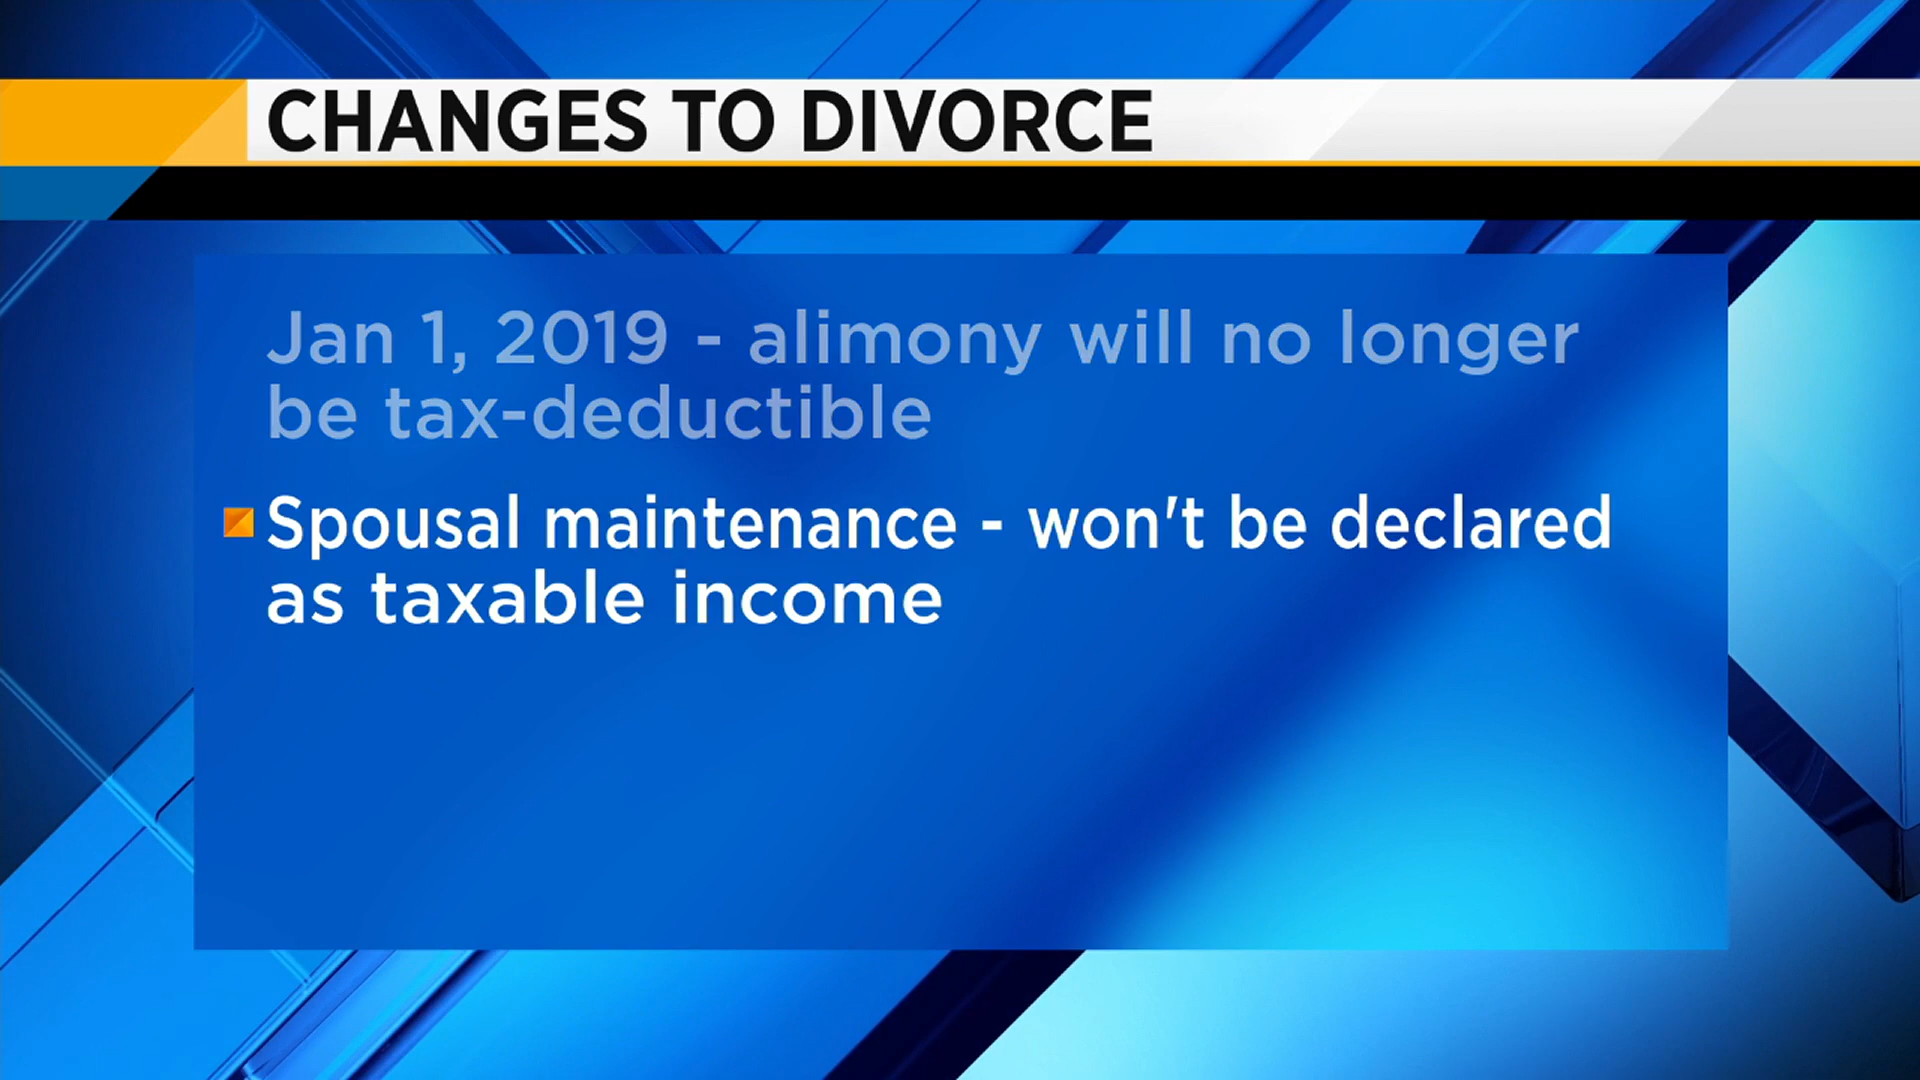 CHANGES TO DIVORCE
Jan 1, 2019 - alimony will no longer
be tax-deductible
Spousal maintenance - won't be declared
as taxable income